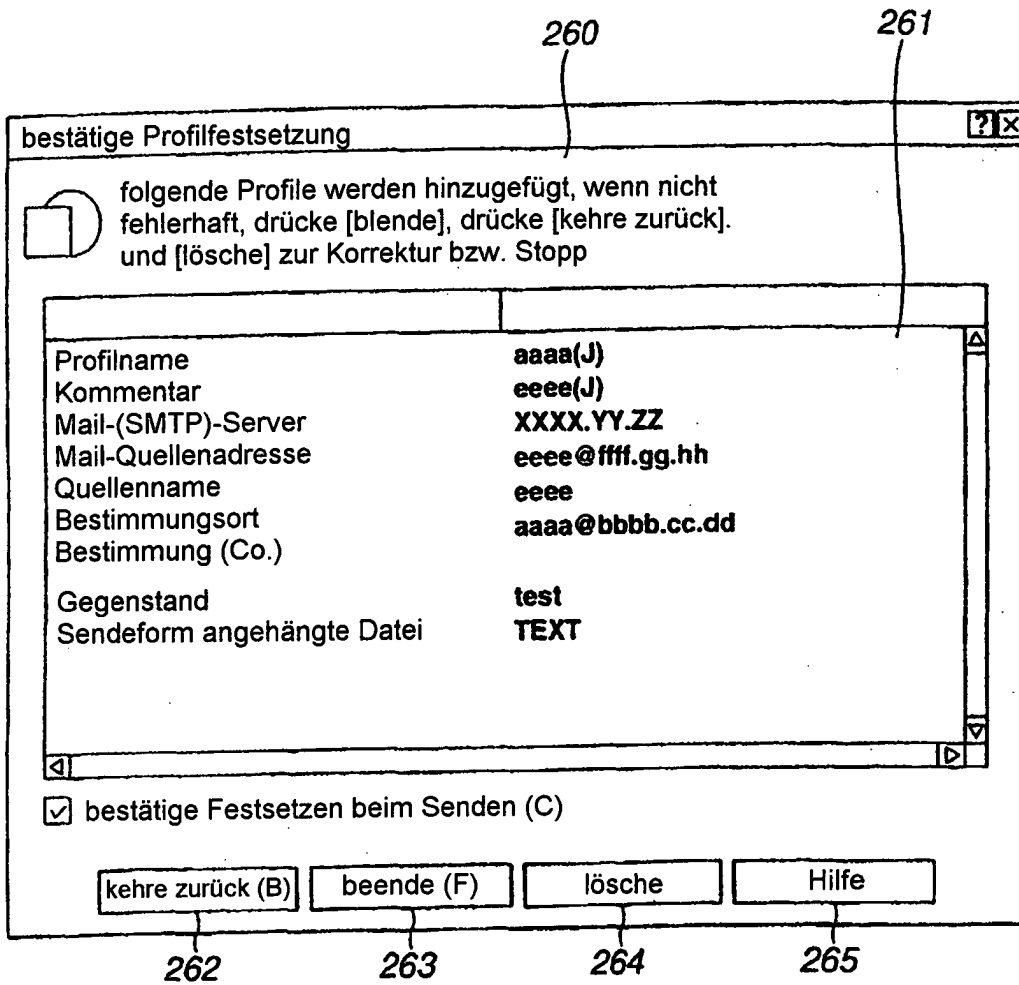 260 261
bestätige Profilfestsetzung ? ×
folgende Profile werden hinzugefügt, wenn nicht
fehlerhaft, drücke [blende], drücke [kehre zurück].
und [lösche] zur Korrektur bzw. Stopp
Profilname aaaa(J)
Kommentar eeee(J)
Mail-(SMTP)-Server XXXX.YY.ZZ
Mail-Quellenadresse eeee@ffff.gg.hh
Quellenname eeee
Bestimmungsort aaaa@bbbb.cc.dd
Bestimmung (Co.)
Gegenstand test
Sendeform angehängte Datei TEXT
bestätige Festsetzen beim Senden (C)
kehre zurück (B) beende (F) lösche Hilfe
262 263 264 265